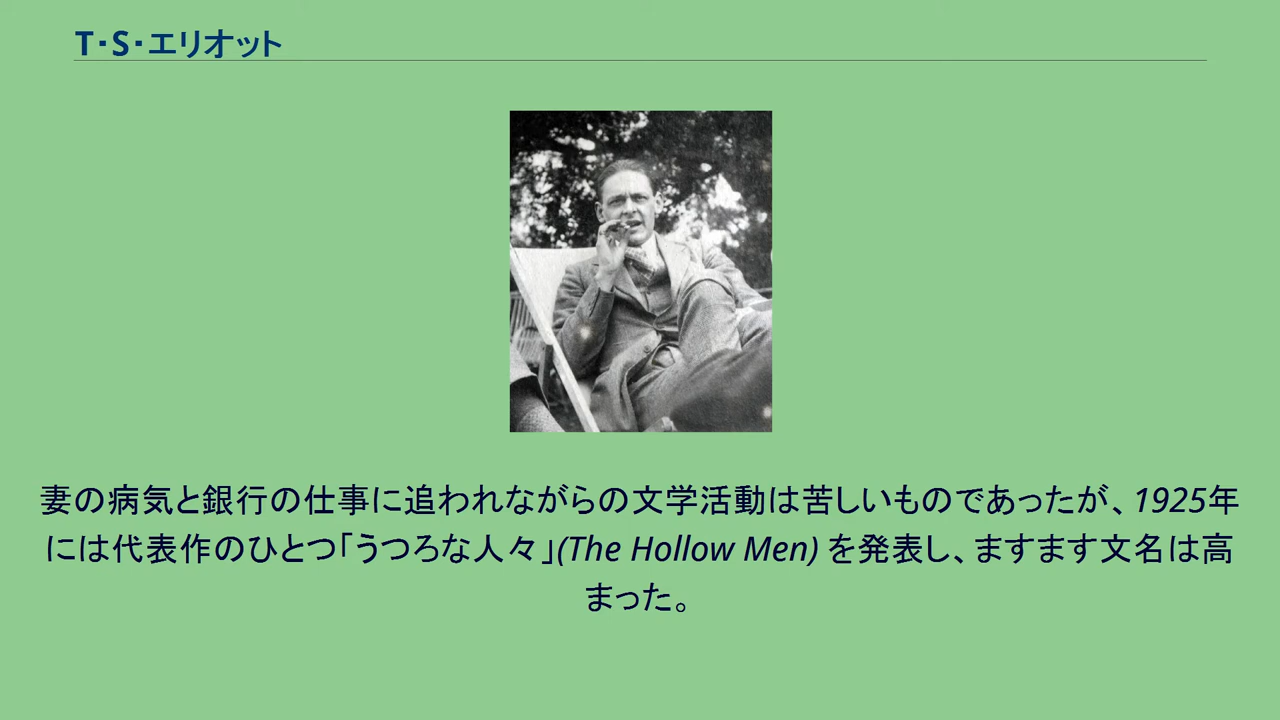 T・S・エリオット
妻の病気と銀行の仕事に追われながらの文学活動は苦しいものであったが、1925年
には代表作のひとつ「うつろな人々」(The Hollow Men) を発表し、ますます文名は高
まった。